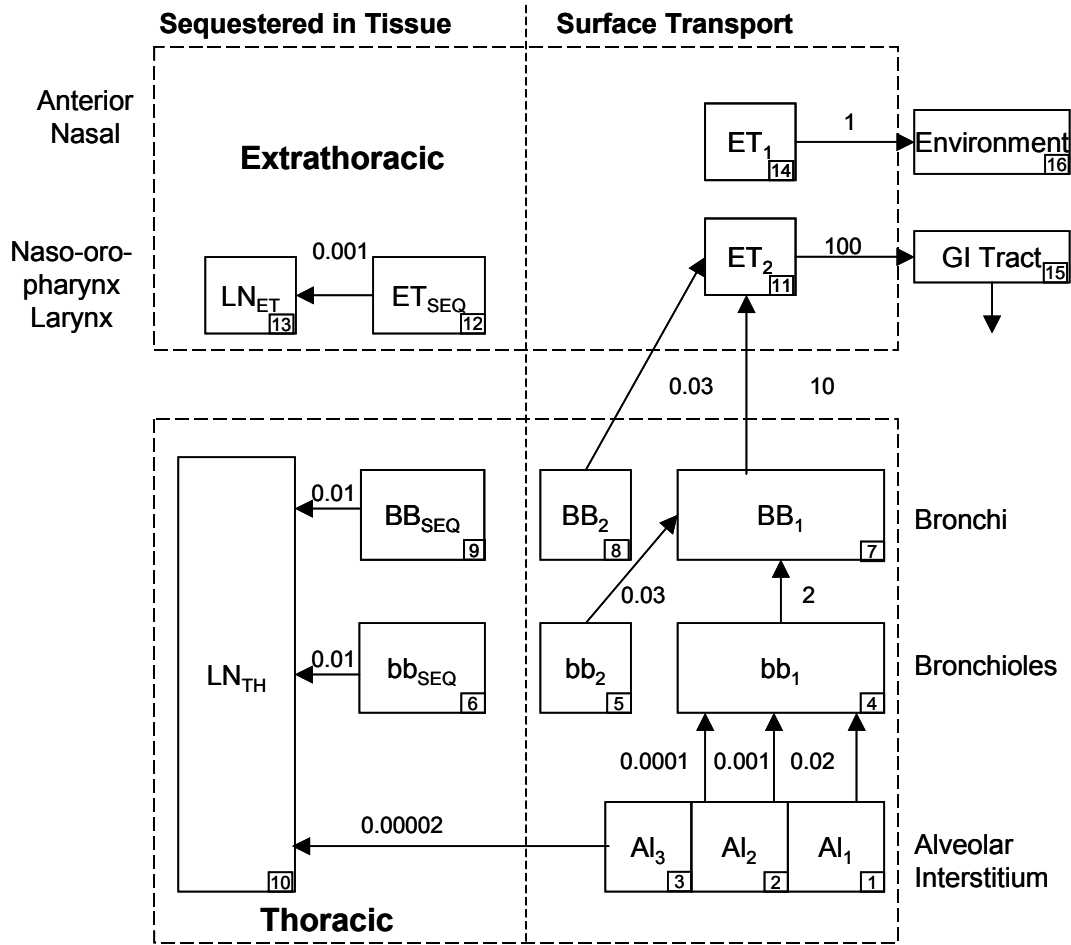 Sequestered in Tissue
Surface Transport
Anterior
Nasal
Extrathoracic
ET1
14
1
Environment
16
Naso-oro-
pharynx
Larynx
LNET
13
0.001
ETSEQ
12
ET2
11
100
GI Tract
15
0.03
10
LNTH
10
0.01
BBSEQ
9
BB2
8
BB1
7
Bronchi
0.03
2
0.01
bbSEQ
6
bb2
5
bb1
4
Bronchioles
0.0001
0.001
0.02
0.00002
AI3
3
AI2
2
AI1
1
Alveolar
Interstitium
Thoracic